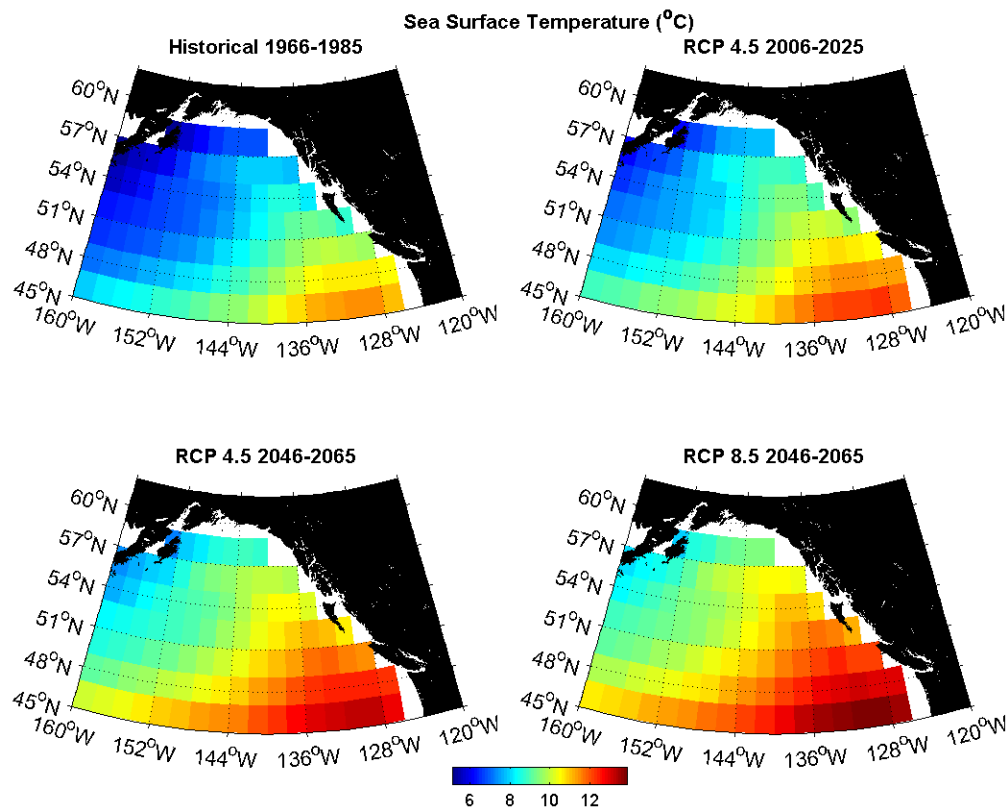 Sea Surface Temperature (°C)
Historical 1966-1985
60°N
57°N
54°N
51°N
48°N
45°N
160°W
152°W
144°W
136°W
128°W
120°W
RCP 4.5 2006-2025
60°N
57°N
54°N
51°N
48°N
45°N
160°W
152°W
144°W
136°W
128°W
120°W
RCP 4.5 2046-2065
60°N
57°N
54°N
51°N
48°N
45°N
160°W
152°W
144°W
136°W
128°W
120°W
RCP 8.5 2046-2065
60°N
57°N
54°N
51°N
48°N
45°N
160°W
152°W
144°W
136°W
128°W
120°W
6 8 10 12